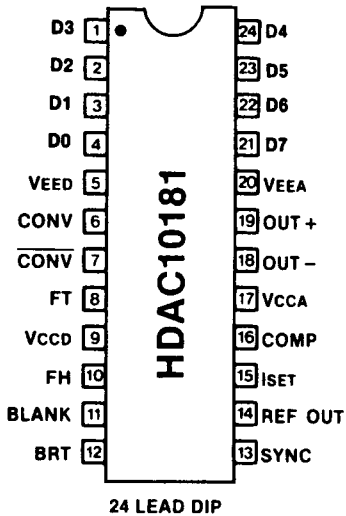 D3 1 24 D4
D2 2 23 D5
D1 3 22 D6
D0 4 21 D7
VEED 5 20 VEEA
CONV 6 19 OUT +
CONV 7 18 OUT −
FT 8 17 VCCA
VCCD 9 16 COMP
FH 10 15 ISET
BLANK 11 14 REF OUT
BRT 12 13 SYNC
HDAC10181
24 LEAD DIP